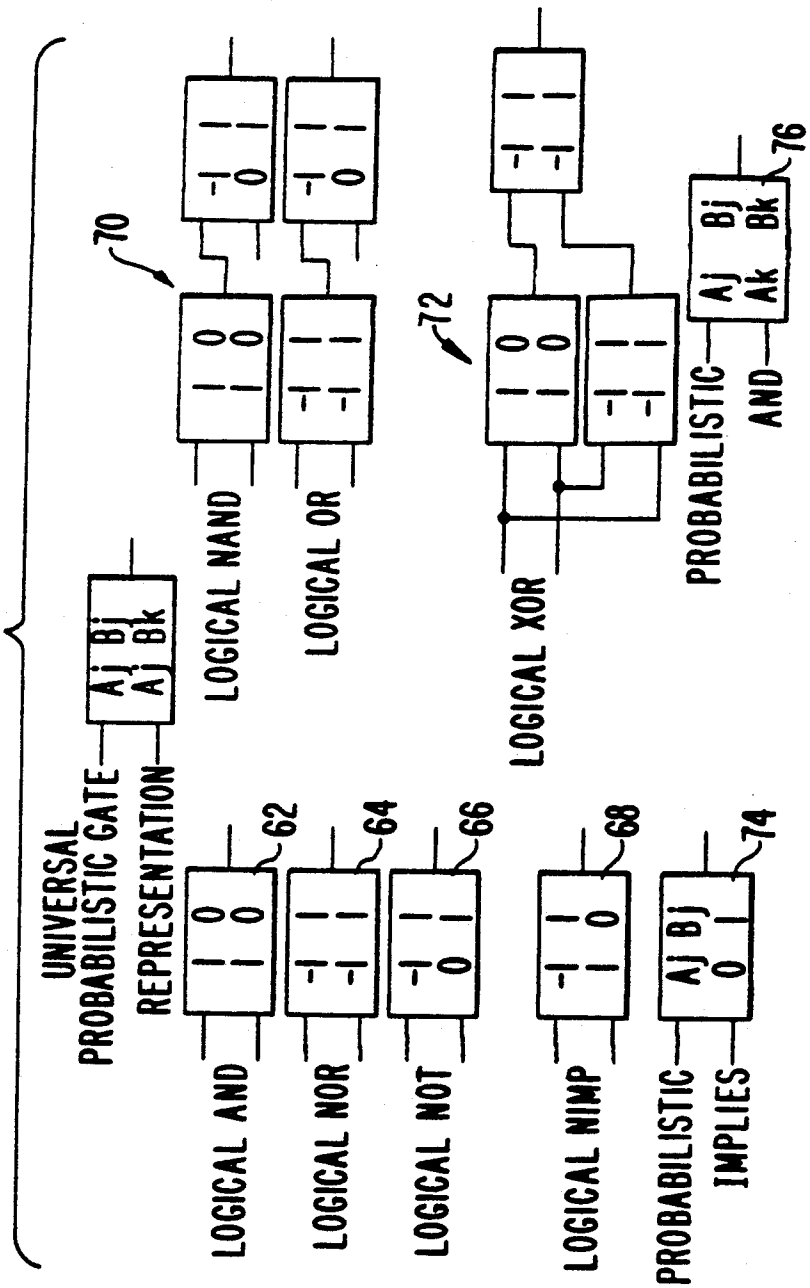 UNIVERSAL
PROBABILISTIC GATE
REPRESENTATION
Aj Bj
Aj Bk
LOGICAL AND
1 0
1 0
62
LOGICAL NOR
-1 1
-1 1
64
LOGICAL NOT
-1 1
0 1
66
LOGICAL NIMP
-1 1
1 0
68
PROBABILISTIC
IMPLIES
Aj Bj
0 1
74
70
LOGICAL NAND
1 0
1 0
-1 1
0 1
LOGICAL OR
-1 1
-1 1
-1 1
0 1
72
LOGICAL XOR
1 0
1 0
-1 1
-1 1
-1 1
-1 1
PROBABILISTIC
AND
Aj Bj
Ak Bk
76